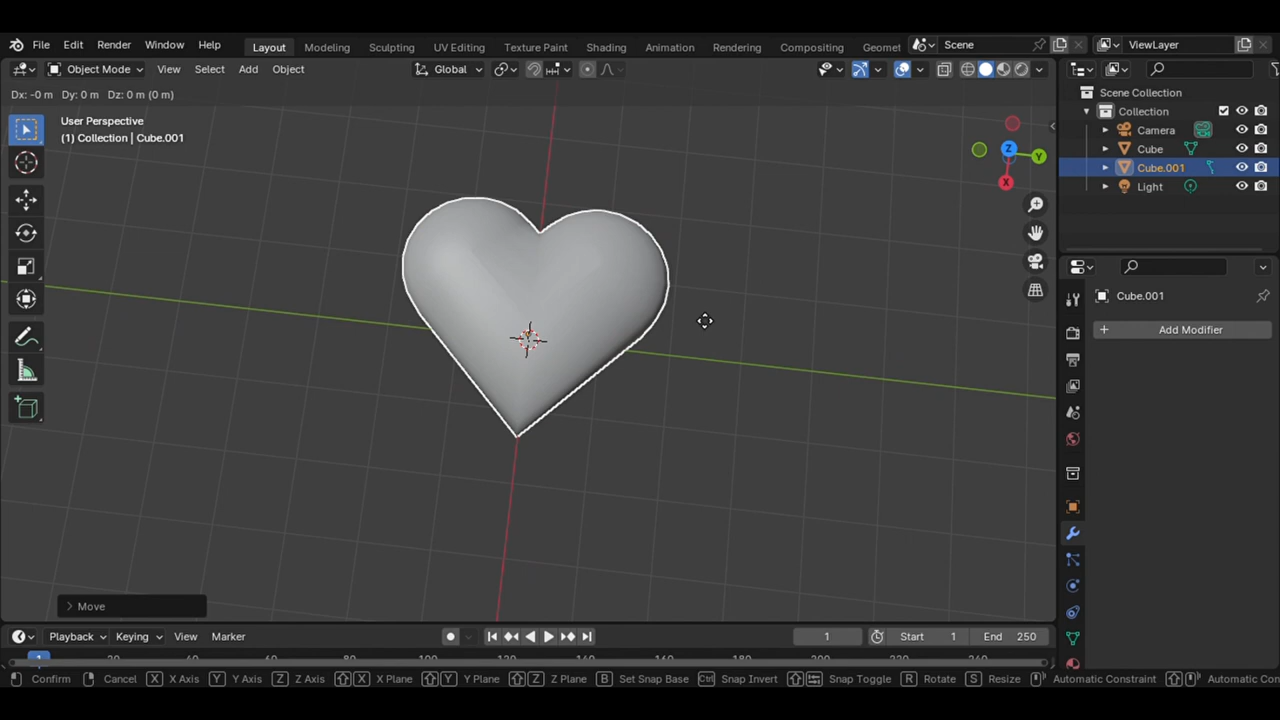 File Edit Render Window Help Layout Modeling Sculpting UV Editing Texture Paint Shading Animation Rendering Compositing Geomet Scene ViewLayer
Object Mode View Select Add Object Global
Dx: -0 m Dy: 0 m Dz: 0 m (0 m)
User Perspective
(1) Collection | Cube.001
Z
Y
X
Scene Collection
Collection
Camera
Cube
Cube.001
Light
Cube.001
+ Add Modifier
> Move
Playback Keying View Marker 1 Start 1 End 250
1
Confirm Cancel X X Axis Y Y Axis Z Z Axis X X Plane Y Y Plane Z Z Plane B Set Snap Base Ctrl Snap Invert Snap Toggle R Rotate S Resize Automatic Constraint Automatic Con